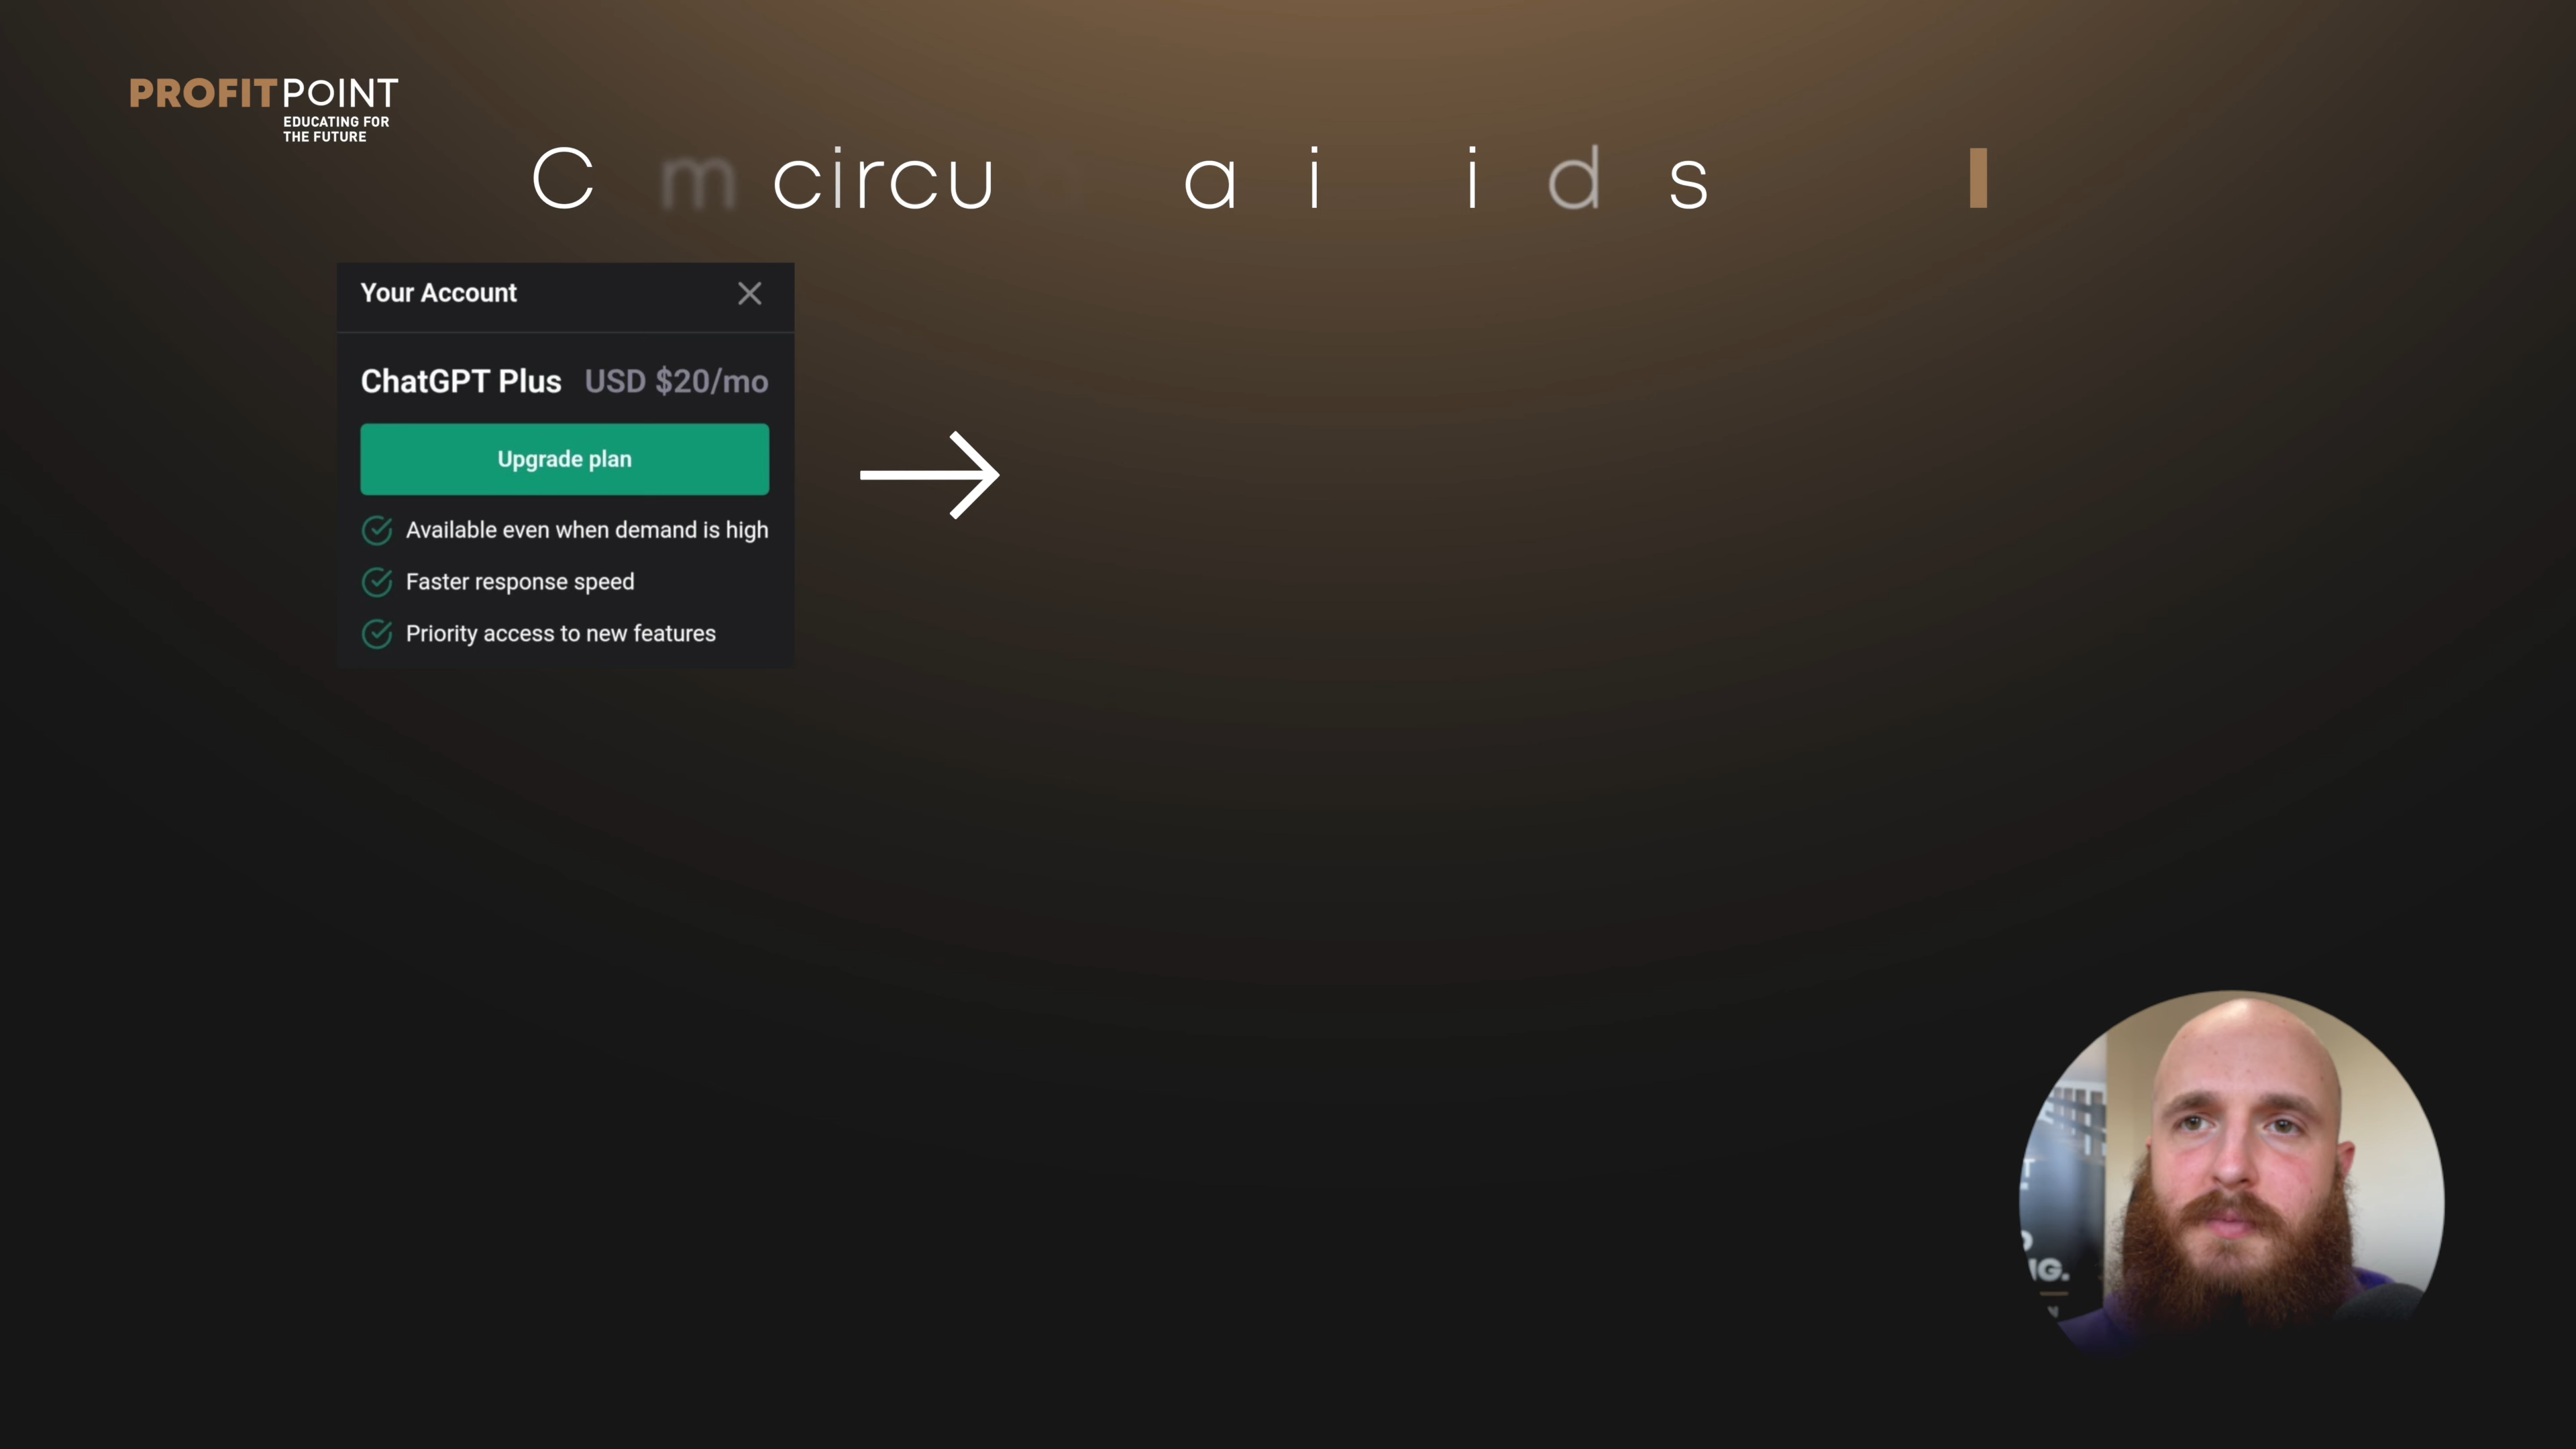 PROFITPOINT
EDUCATING FOR
THE FUTURE
Your Account
ChatGPT Plus USD $20/mo
Upgrade plan
Available even when demand is high
Faster response speed
Priority access to new features
IG.